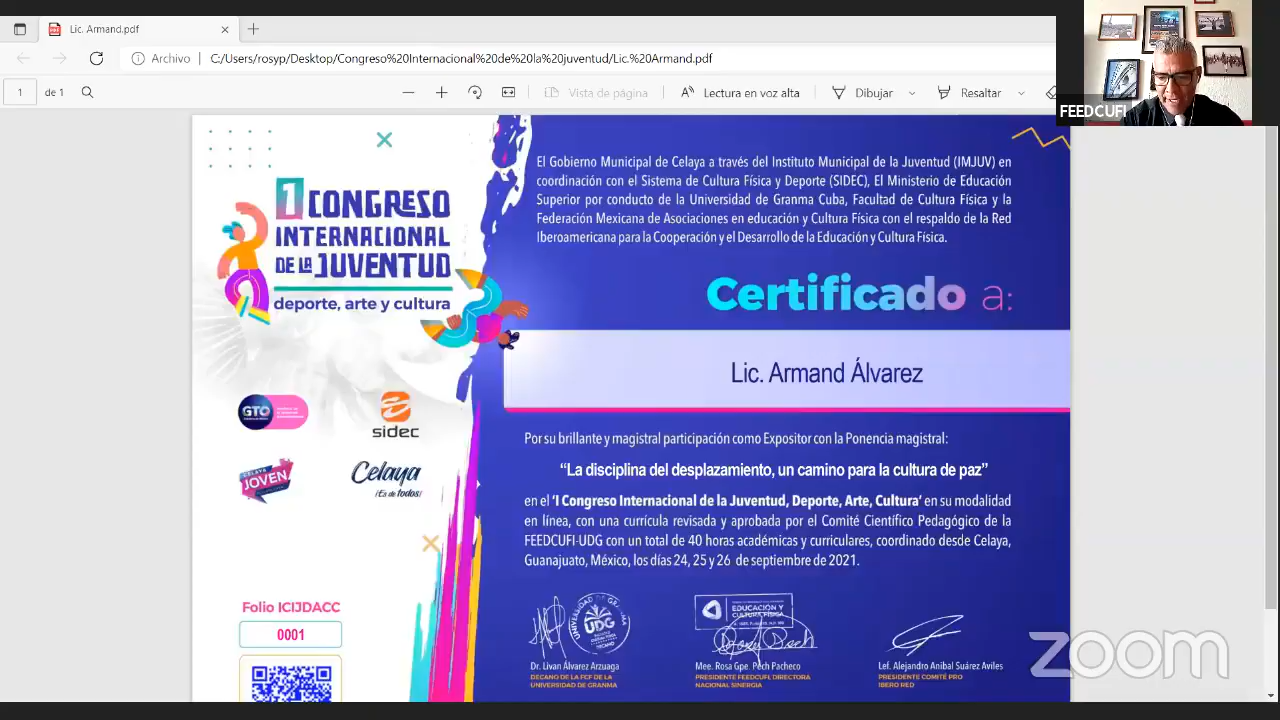 Lic. Armand.pdf
Archivo
C:/Users/rosyp/Desktop/Congreso%20Internacional%20de%20la%20juventud/Lic.%20Armand.pdf
1
de 1
Vista de página
Lectura en voz alta
Dibujar
Resaltar
FEEDCUFI
1 CONGRESO
INTERNACIONAL
DE LA JUVENTUD
deporte, arte y cultura
GTO
sidec
CELAYA
JOVEN
Celaya
¡Es de todos!
Folio ICIJDACC
0001
El Gobierno Municipal de Celaya a través del Instituto Municipal de la Juventud (IMJUV) en
coordinación con el Sistema de Cultura Física y Deporte (SIDEC), El Ministerio de Educación
Superior por conducto de la Universidad de Granma Cuba, Facultad de Cultura Física y la
Federación Mexicana de Asociaciones en educación y Cultura Física con el respaldo de la Red
Iberoamericana para la Cooperación y el Desarrollo de la Educación y Cultura Física.
Certificado a:
Lic. Armand Álvarez
Por su brillante y magistral participación como Expositor con la Ponencia magistral:
“La disciplina del desplazamiento, un camino para la cultura de paz”
en el ‘I Congreso Internacional de la Juventud, Deporte, Arte, Cultura’ en su modalidad
en línea, con una currícula revisada y aprobada por el Comité Científico Pedagógico de la
FEEDCUFI-UDG con un total de 40 horas académicas y curriculares, coordinado desde Celaya,
Guanajuato, México, los días 24, 25 y 26 de septiembre de 2021.
UDG
EDUCACIÓN Y
CULTURA FÍSICA
Dr. Livan Álvarez Arzuaga
DECANO DE LA FCF DE LA
UNIVERSIDAD DE GRANMA
Mee. Rosa Gpe. Pech Pacheco
PRESIDENTE FEEDCUFI, DIRECTORA
NACIONAL SINERGIA
Lef. Alejandro Anibal Suárez Aviles
PRESIDENTE COMITÉ PRO
IBERO RED
zoom